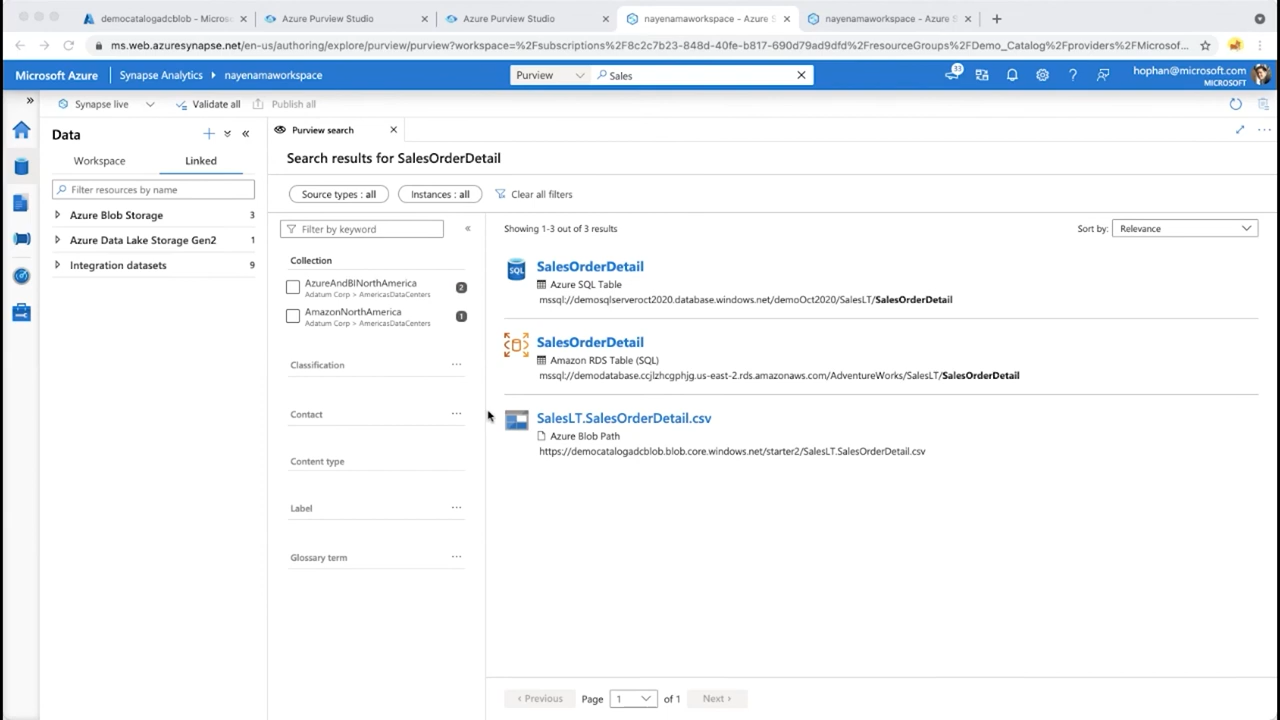 democatalogadcblob - Microso
Azure Purview Studio
Azure Purview Studio
nayenamaworkspace - Azure S
nayenamaworkspace - Azure S
ms.web.azuresynapse.net/en-us/authoring/explore/purview/purview?workspace=%2Fsubscriptions%2F8c2c7b23-848d-40fe-b817-690d79ad9dfd%2FresourceGroups%2FDemo_Catalog%2Fproviders%2FMicrosof...
Microsoft Azure
Synapse Analytics
nayenamaworkspace
Purview
Sales
33
hophan@microsoft.com
MICROSOFT
Synapse live
Validate all
Publish all
Data
Workspace
Linked
Filter resources by name
Azure Blob Storage 3
Azure Data Lake Storage Gen2 1
Integration datasets 9
Purview search
Search results for SalesOrderDetail
Source types : all
Instances : all
Clear all filters
Filter by keyword
Collection
AzureAndBINorthAmerica 2
Adatum Corp > AmericasDataCenters
AmazonNorthAmerica 1
Adatum Corp > AmericasDataCenters
Classification ...
Contact ...
Content type
Label ...
Glossary term ...
Showing 1-3 out of 3 results
Sort by: Relevance
SQL
SalesOrderDetail
Azure SQL Table
mssql://demosqlserveroct2020.database.windows.net/demoOct2020/SalesLT/SalesOrderDetail
SalesOrderDetail
Amazon RDS Table (SQL)
mssql://demodatabase.ccjlzhcgphjg.us-east-2.rds.amazonaws.com/AdventureWorks/SalesLT/SalesOrderDetail
SalesLT.SalesOrderDetail.csv
Azure Blob Path
https://democatalogadcblob.blob.core.windows.net/starter2/SalesLT.SalesOrderDetail.csv
‹ Previous
Page 1 of 1
Next ›